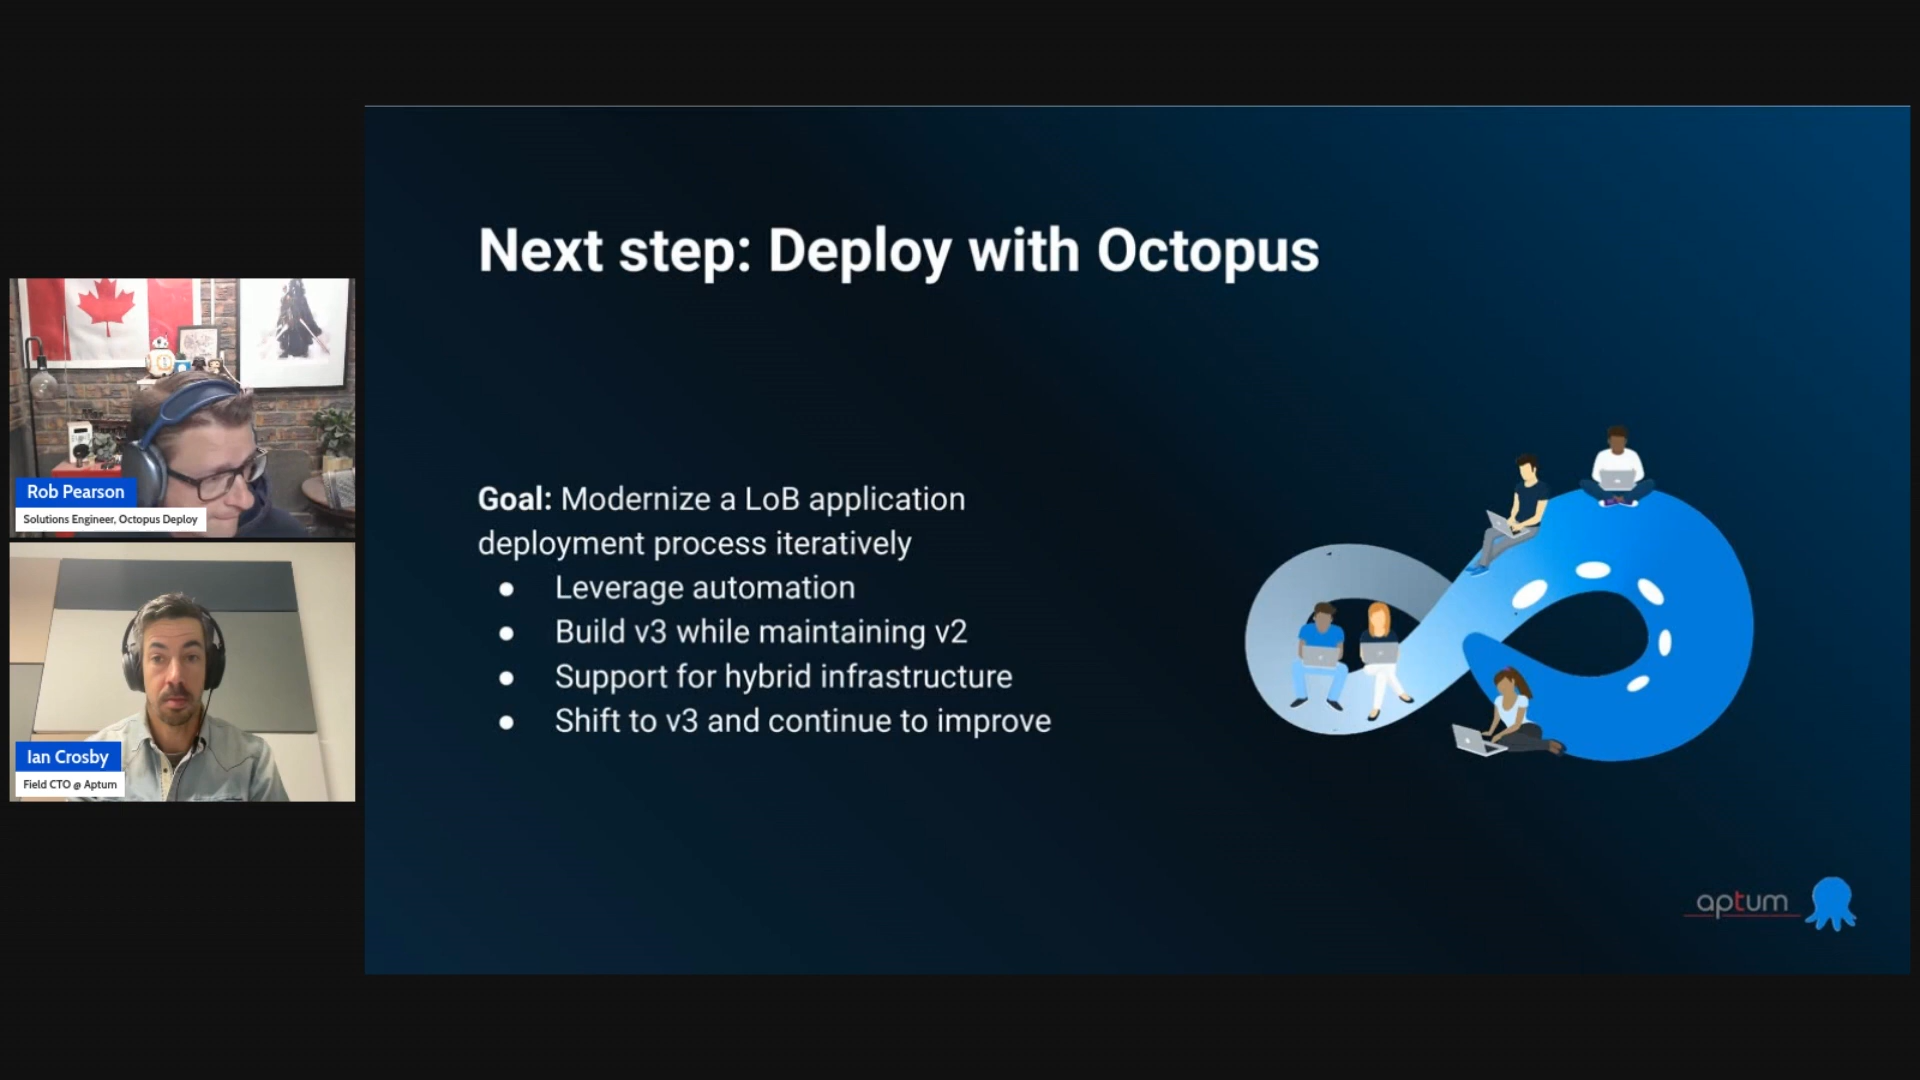 Next step: Deploy with Octopus
Goal: Modernize a LoB application
deployment process iteratively
● Leverage automation
● Build v3 while maintaining v2
● Support for hybrid infrastructure
● Shift to v3 and continue to improve
aptum
Rob Pearson
Solutions Engineer, Octopus Deploy
Ian Crosby
Field CTO @ Aptum